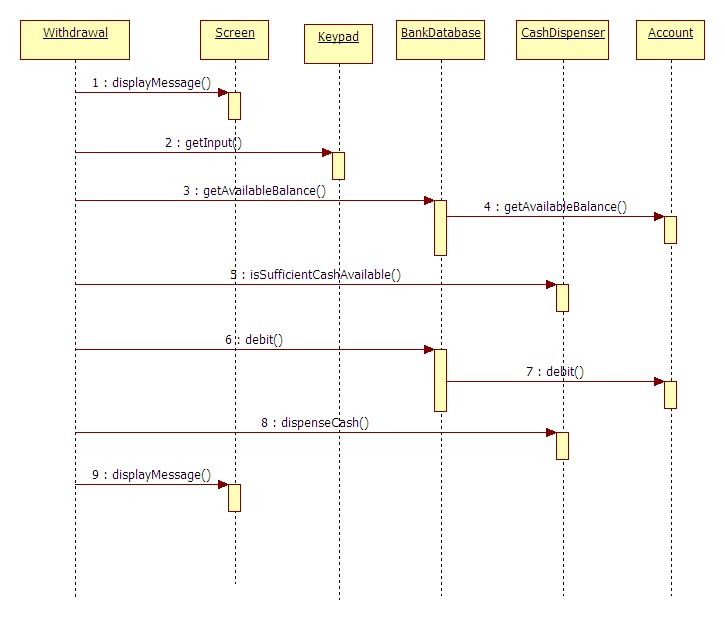 Withdrawal
Screen
Keypad
BankDatabase
CashDispenser
Account
1 : displayMessage()
2 : getInput()
3 : getAvailableBalance()
4 : getAvailableBalance()
5 : isSufficientCashAvailable()
6 : debit()
7 : debit()
8 : dispenseCash()
9 : displayMessage()